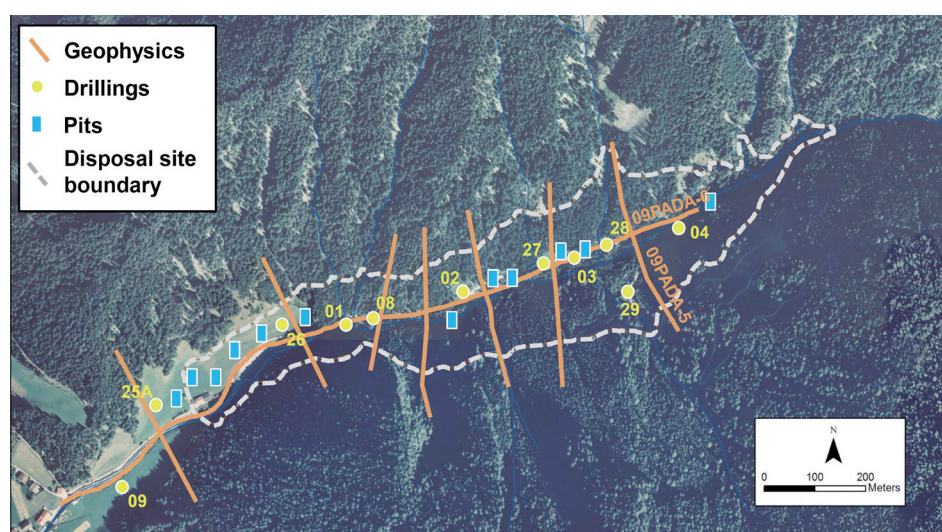 Geophysics
Drillings
Pits
Disposal site
boundary
09PADA-6
28
04
27
03
02
29
09PADA-5
08
01
26
25A
09
N
0 100 200
Meters